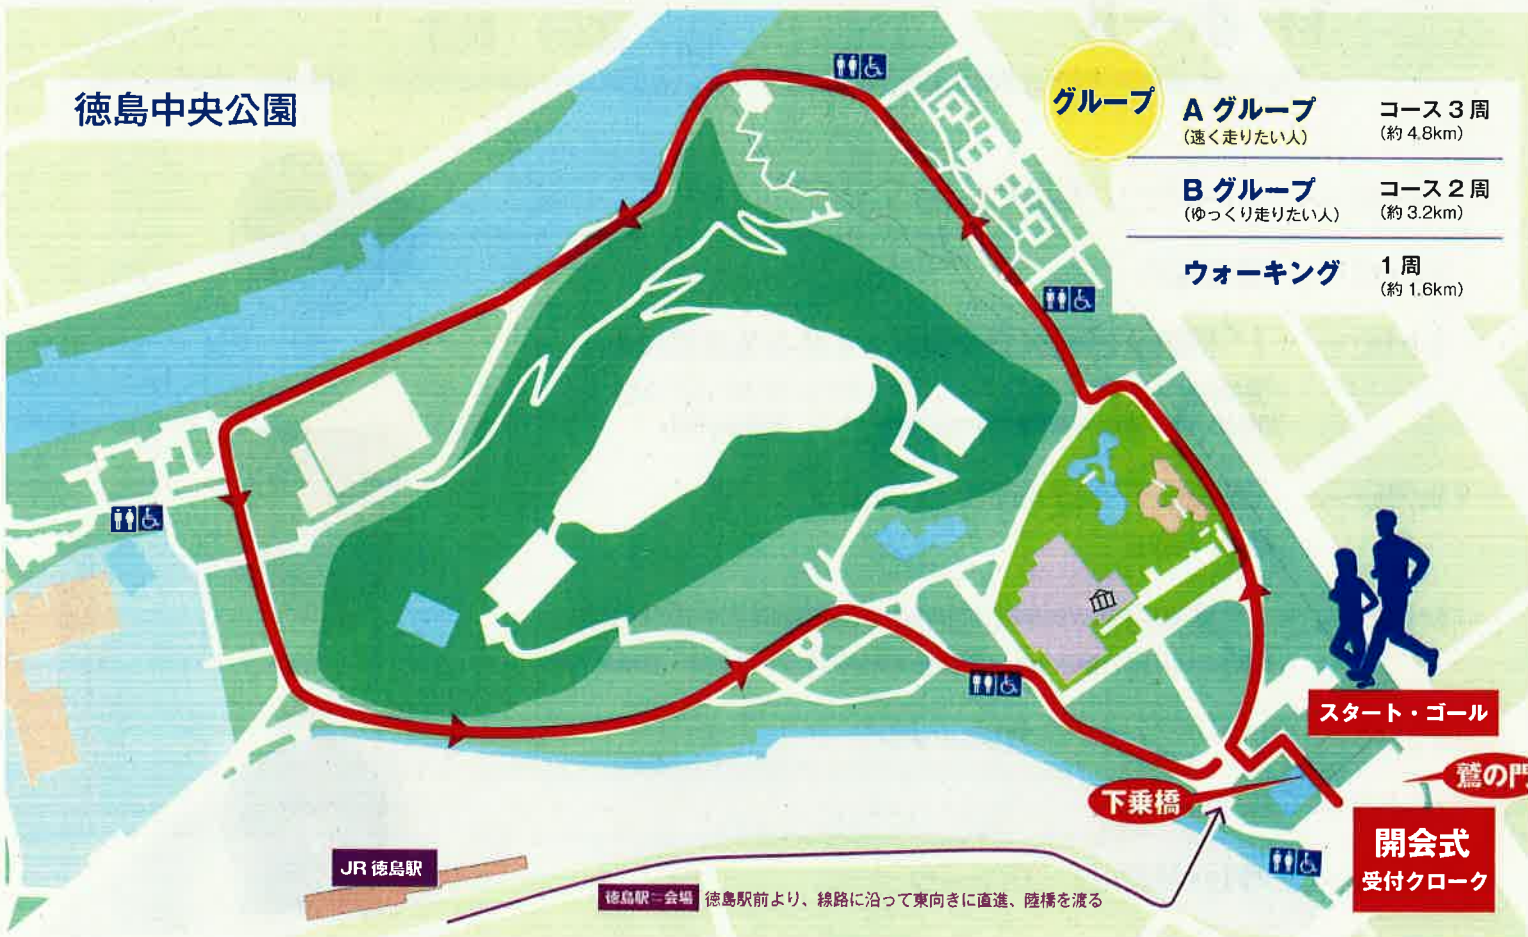 徳島中央公園
グループ
A グループ
(速く走りたい人)
コース 3 周
(約 4.8km)
B グループ
(ゆっくり走りたい人)
コース 2 周
(約 3.2km)
ウォーキング
1 周
(約 1.6km)
スタート・ゴール
鷲の門
下乗橋
開会式
受付クローク
JR 徳島駅
徳島駅⇔会場
徳島駅前より、線路に沿って東向きに直進、陸橋を渡る